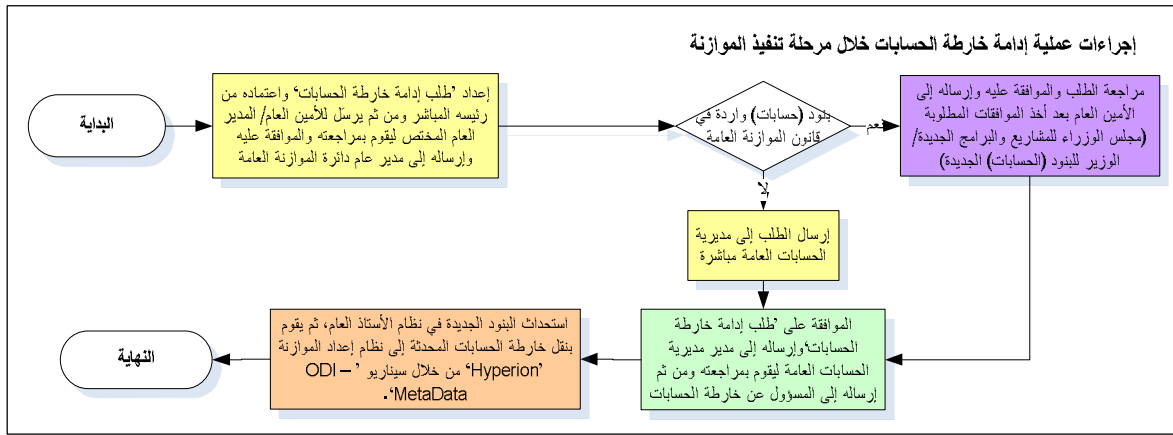 إجراءات عملية إدامة خارطة الحسابات خلال مرحلة تنفيذ الموازنة
البداية
إعداد ’طلب إدامة خارطة الحسابات‘ واعتماده من
رئيسه المباشر ومن ثم يرسل للأمين العام/ المدير
العام المختص ليقوم بمراجعته والموافقة عليه
وإرساله إلى مدير عام دائرة الموازنة العامة
بنود (حسابات) واردة في
قانون الموازنة العامة
نعم
مراجعة الطلب والموافقة عليه وإرساله إلى
الأمين العام بعد أخذ الموافقات المطلوبة
(مجلس الوزراء للمشاريع والبرامج الجديدة/
الوزير للبنود (الحسابات) الجديدة)
لا
إرسال الطلب إلى مديرية
الحسابات العامة مباشرة
الموافقة على ’طلب إدامة خارطة
الحسابات‘وإرساله إلى مدير مديرية
الحسابات العامة ليقوم بمراجعته ومن ثم
إرساله إلى المسؤول عن خارطة الحسابات
استحداث البنود الجديدة في نظام الأستاذ العام، ثم يقوم
بنقل خارطة الحسابات المحدثة إلى نظام إعداد الموازنة
’Hyperion‘ من خلال سيناريو ’ODI –
MetaData‘.
النهاية